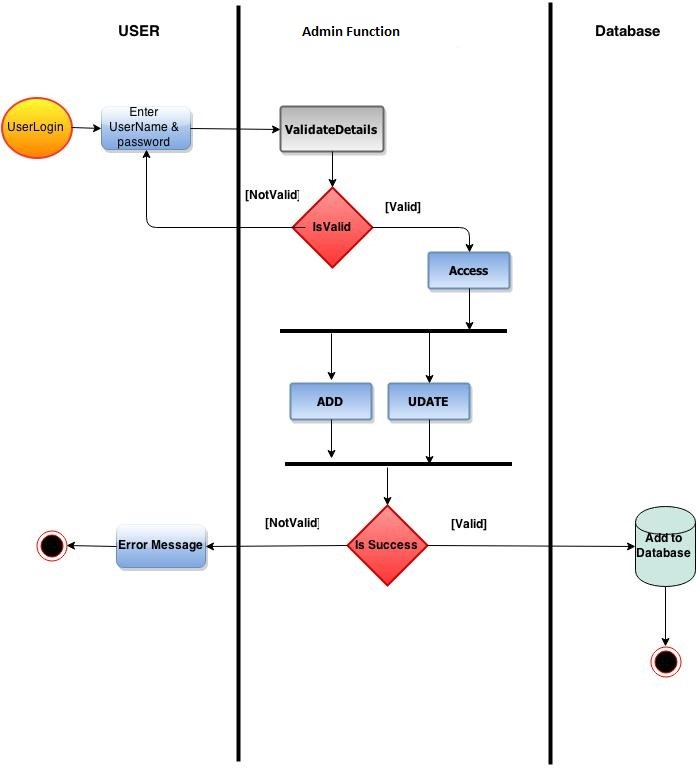 USER
Admin Function
Database
UserLogin
Enter
UserName &
password
ValidateDetails
[NotValid]
IsValid
[Valid]
Access
ADD
UDATE
[NotValid]
[Valid]
Error Message
Is Success
Add to
Database